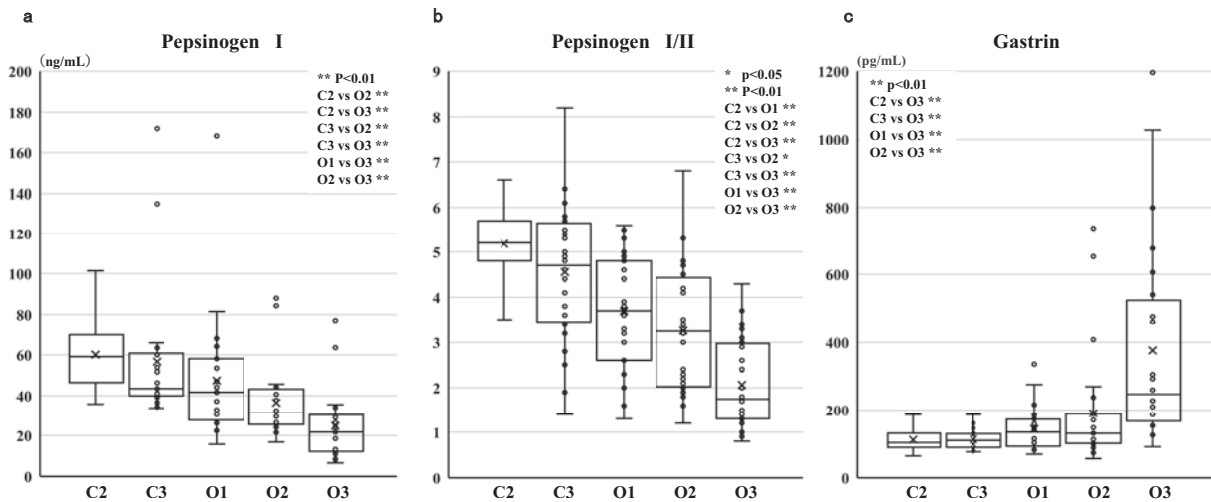 a
Pepsinogen I
(ng/mL)
200
180
160
140
120
100
80
60
40
20
0
** P<0.01
C2 vs O2 **
C2 vs O3 **
C3 vs O2 **
C3 vs O3 **
O1 vs O3 **
O2 vs O3 **
C2 C3 O1 O2 O3
b
Pepsinogen I/II
9
8
7
6
5
4
3
2
1
0
* p<0.05
** P<0.01
C2 vs O1 **
C2 vs O2 **
C2 vs O3 **
C3 vs O2 *
C3 vs O3 **
O1 vs O3 **
O2 vs O3 **
C2 C3 O1 O2 O3
c
Gastrin
(pg/mL)
1200
1000
800
600
400
200
0
** p<0.01
C2 vs O3 **
C3 vs O3 **
O1 vs O3 **
O2 vs O3 **
C2 C3 O1 O2 O3